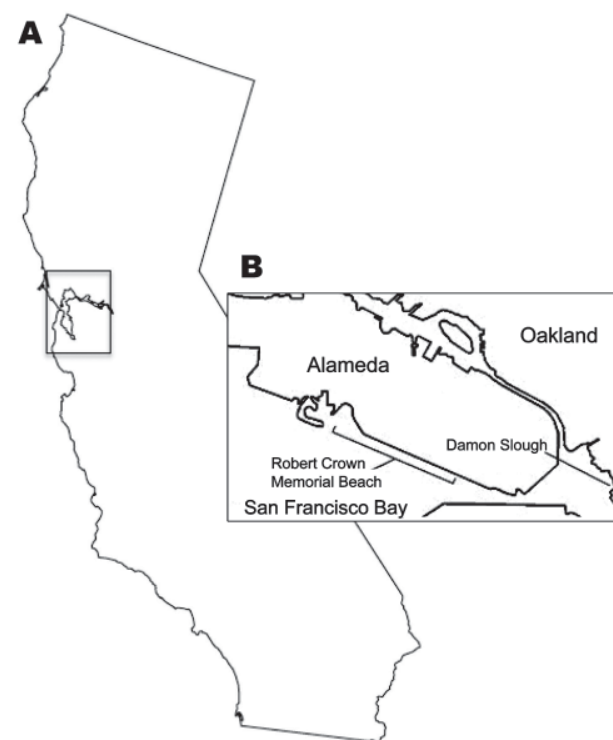 A
B
Oakland
Alameda
Damon Slough
Robert Crown
Memorial Beach
San Francisco Bay